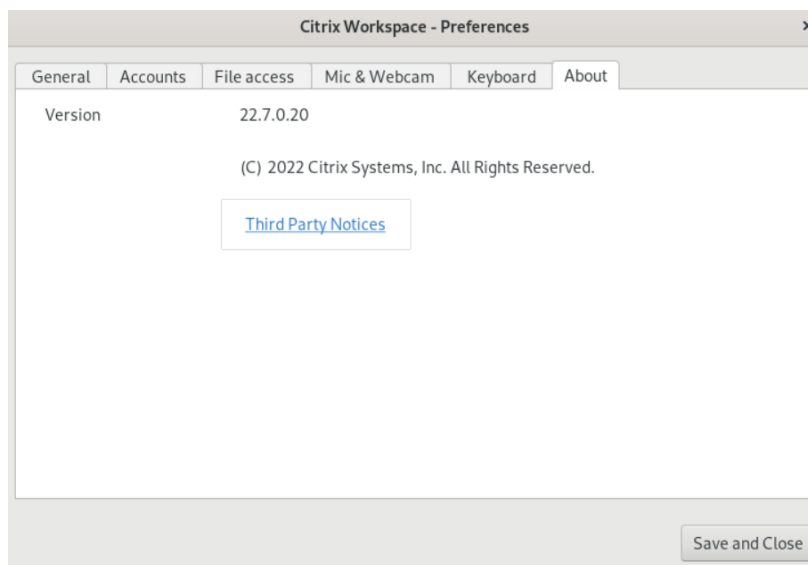 Citrix Workspace - Preferences
General Accounts File access Mic & Webcam Keyboard About
Version 22.7.0.20
(C) 2022 Citrix Systems, Inc. All Rights Reserved.
Third Party Notices
Save and Close